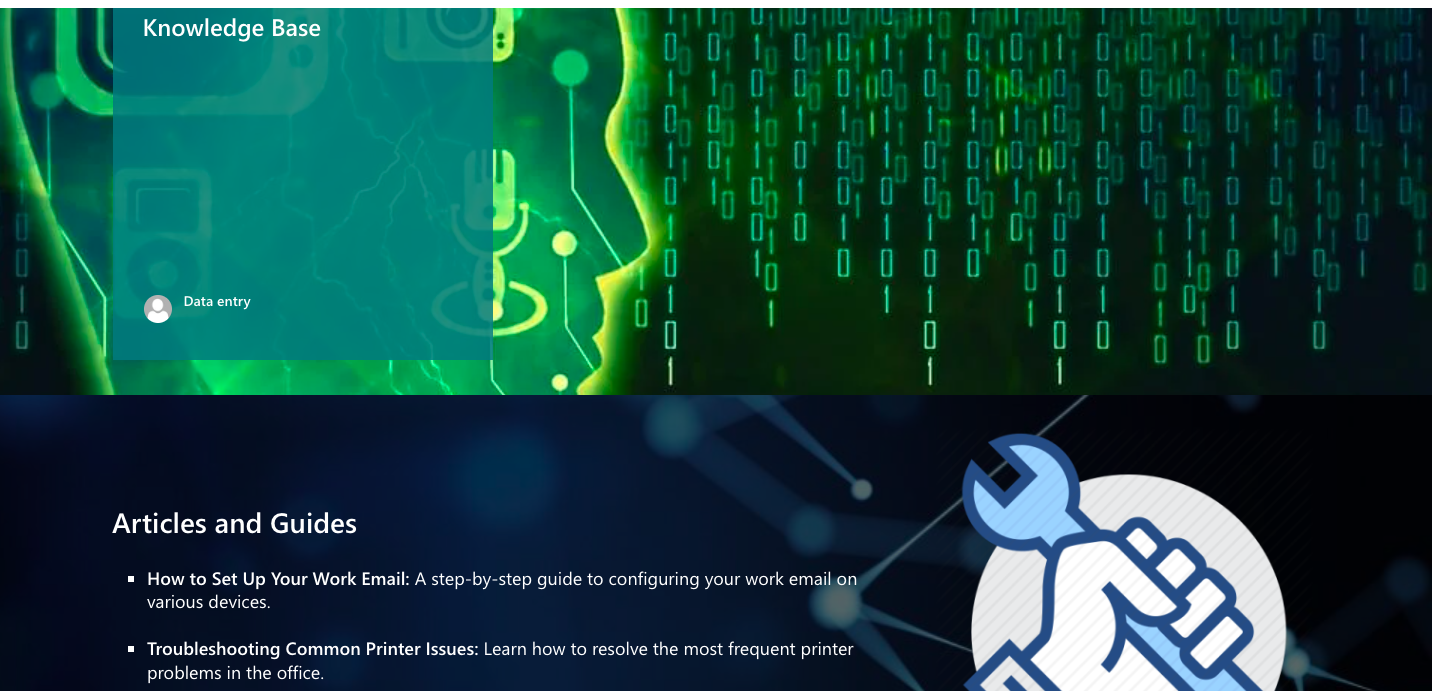 Knowledge Base
Data entry
Articles and Guides
How to Set Up Your Work Email: A step-by-step guide to configuring your work email on
various devices.
Troubleshooting Common Printer Issues: Learn how to resolve the most frequent printer
problems in the office.